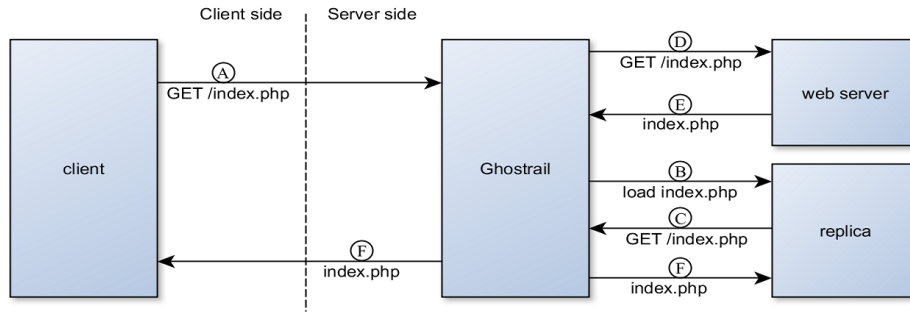 Client side
Server side
A
GET /index.php
client
F
index.php
Ghostrail
D
GET /index.php
E
index.php
web server
B
load index.php
C
GET /index.php
F
index.php
replica